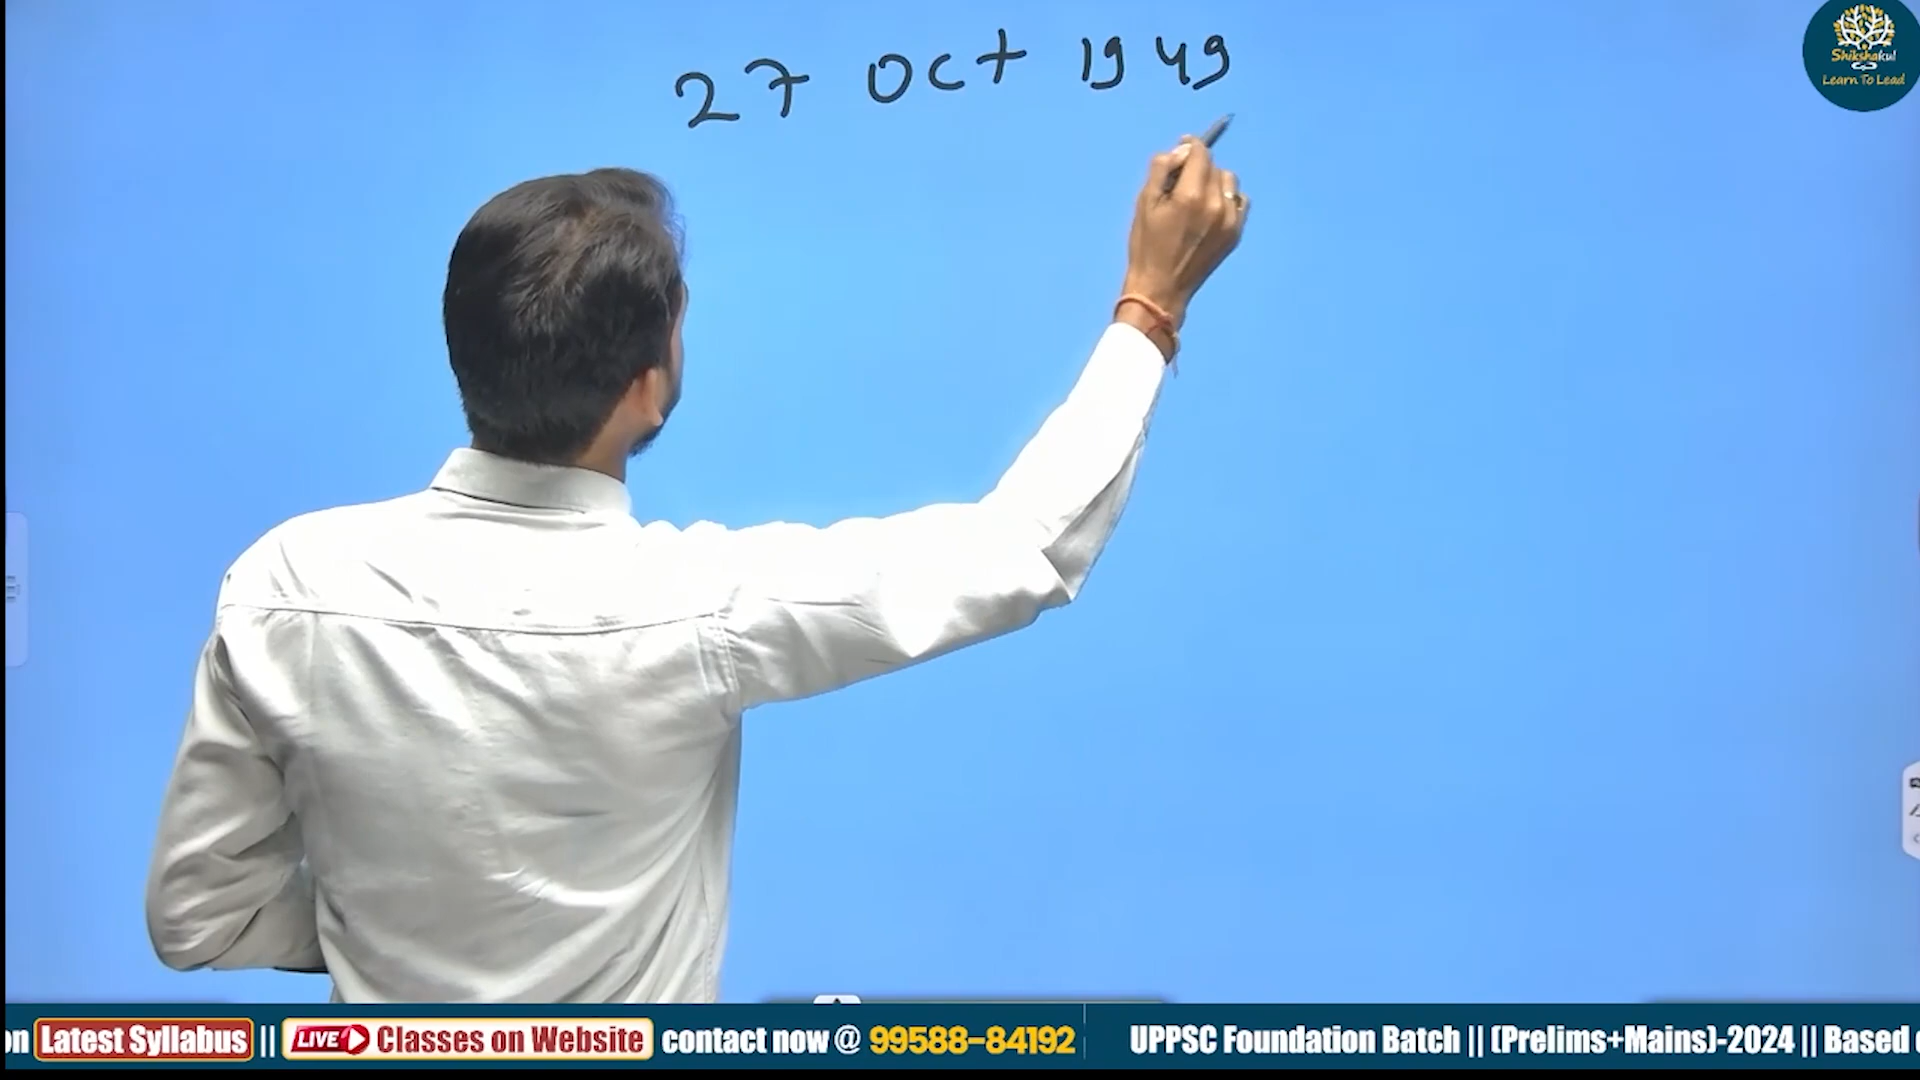 27 Oct 1949
Shikshakul
Learn To Lead
on Latest Syllabus || LIVE Classes on Website contact now @ 99588-84192 UPPSC Foundation Batch || (Prelims+Mains)-2024 || Based